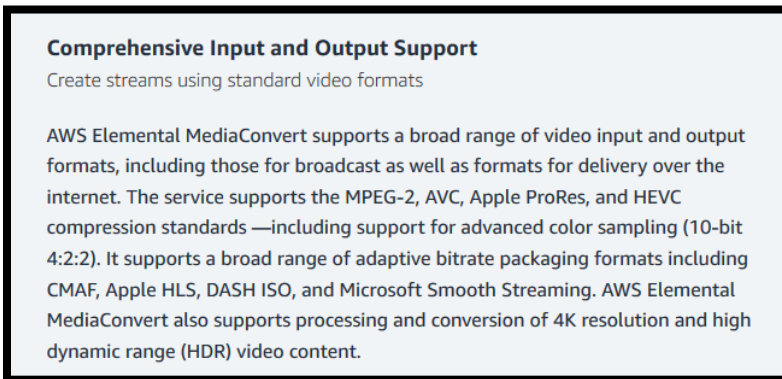 Comprehensive Input and Output Support
Create streams using standard video formats
AWS Elemental MediaConvert supports a broad range of video input and output
formats, including those for broadcast as well as formats for delivery over the
internet. The service supports the MPEG-2, AVC, Apple ProRes, and HEVC
compression standards —including support for advanced color sampling (10-bit
4:2:2). It supports a broad range of adaptive bitrate packaging formats including
CMAF, Apple HLS, DASH ISO, and Microsoft Smooth Streaming. AWS Elemental
MediaConvert also supports processing and conversion of 4K resolution and high
dynamic range (HDR) video content.